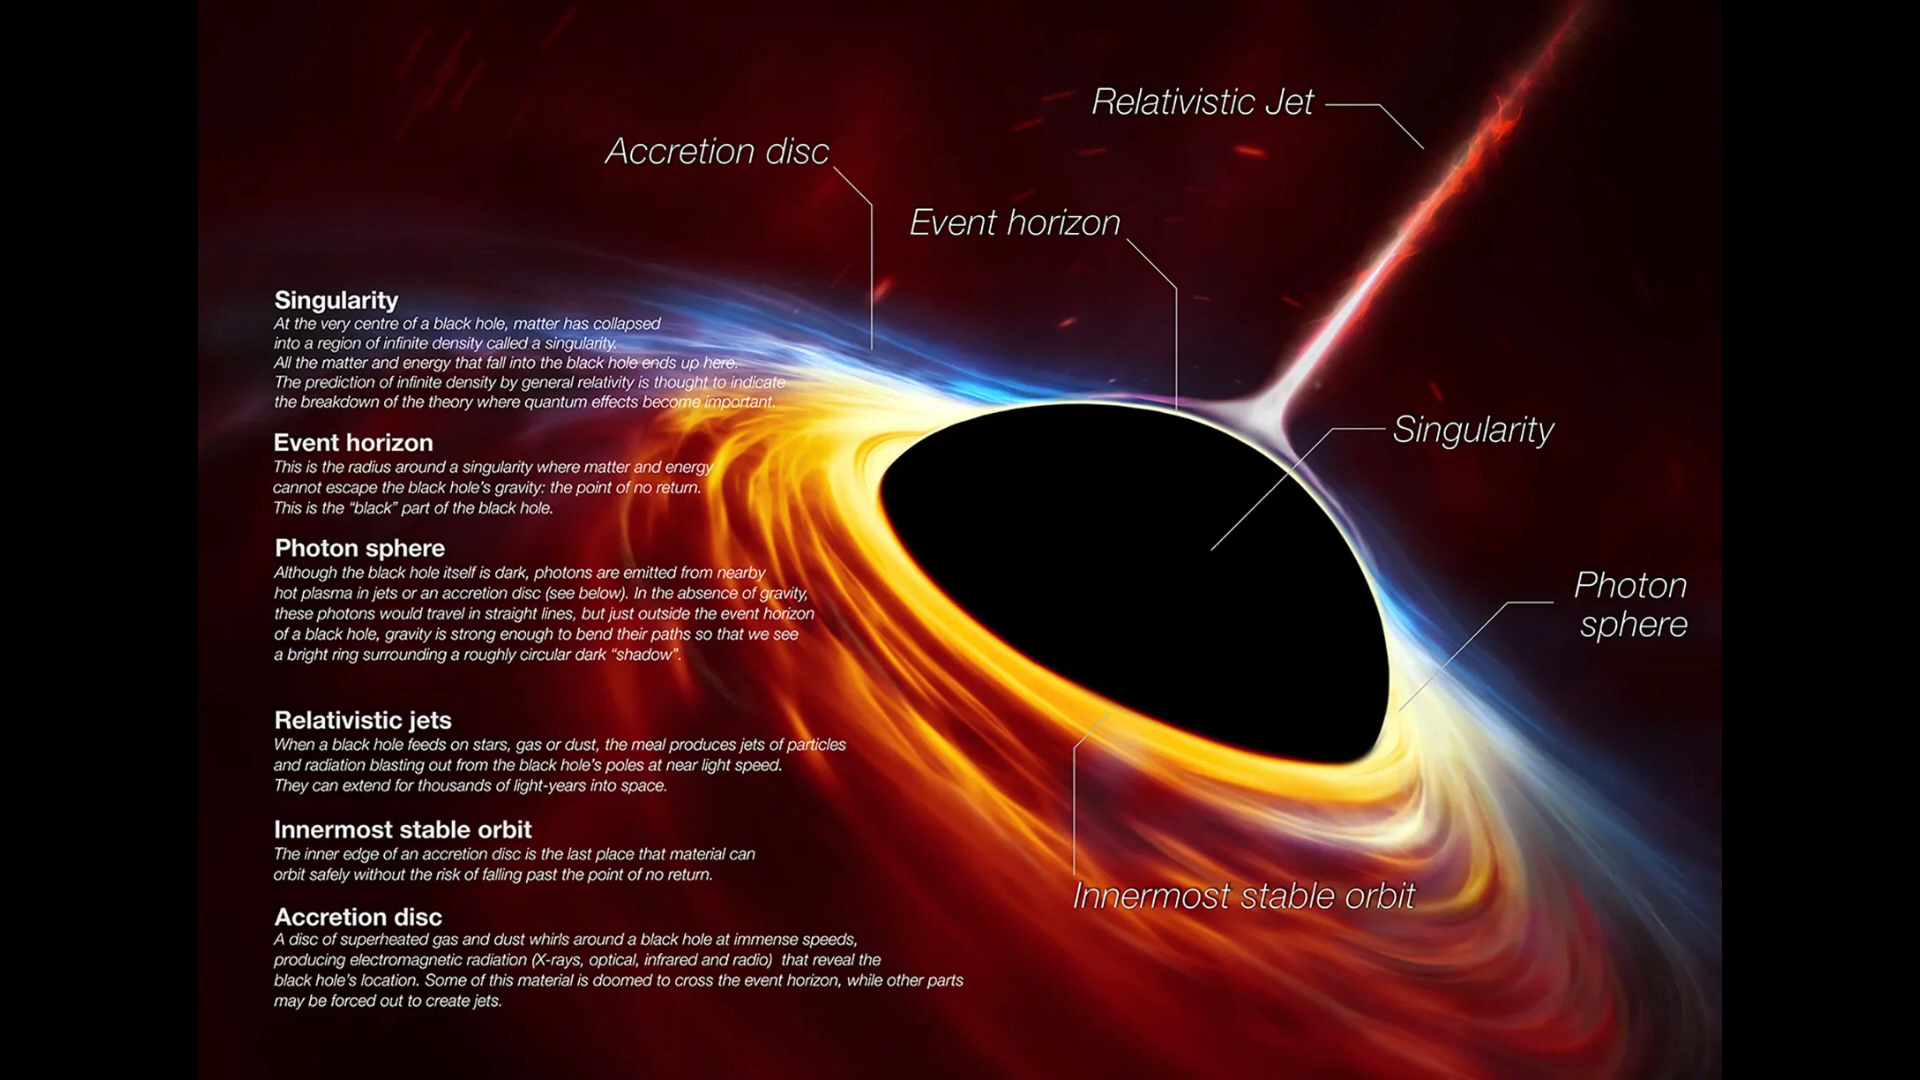 Relativistic Jet
Accretion disc
Event horizon
Singularity
At the very centre of a black hole, matter has collapsed
into a region of infinite density called a singularity.
All the matter and energy that fall into the black hole ends up here.
The prediction of infinite density by general relativity is thought to indicate
the breakdown of the theory where quantum effects become important.
Event horizon
This is the radius around a singularity where matter and energy
cannot escape the black hole's gravity: the point of no return.
This is the “black” part of the black hole.
Photon sphere
Although the black hole itself is dark, photons are emitted from nearby
hot plasma in jets or an accretion disc (see below). In the absence of gravity,
these photons would travel in straight lines, but just outside the event horizon
of a black hole, gravity is strong enough to bend their paths so that we see
a bright ring surrounding a roughly circular dark “shadow”.
Relativistic jets
When a black hole feeds on stars, gas or dust, the meal produces jets of particles
and radiation blasting out from the black hole's poles at near light speed.
They can extend for thousands of light-years into space.
Innermost stable orbit
The inner edge of an accretion disc is the last place that material can
orbit safely without the risk of falling past the point of no return.
Accretion disc
A disc of superheated gas and dust whirls around a black hole at immense speeds,
producing electromagnetic radiation (X-rays, optical, infrared and radio) that reveal the
black hole's location. Some of this material is doomed to cross the event horizon, while other parts
may be forced out to create jets.
Singularity
Photon
sphere
Innermost stable orbit